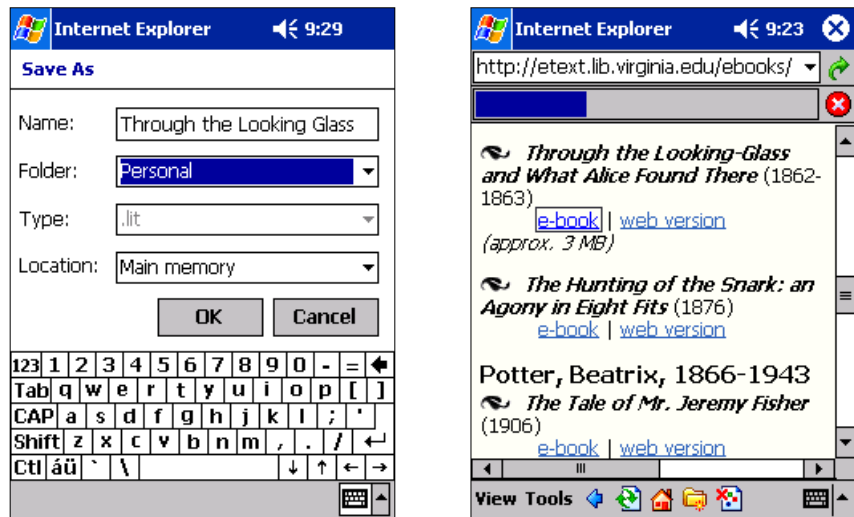 Internet Explorer 9:29
Save As
Name: Through the Looking Glass
Folder: Personal
Type: .lit
Location: Main memory
OK Cancel
123 1 2 3 4 5 6 7 8 9 0 - =
Tab q w e r t y u i o p [ ]
CAP a s d f g h j k l ; '
Shift z x c v b n m , . /
Ctl áü ` \
Internet Explorer 9:23
http://etext.lib.virginia.edu/ebooks/
Through the Looking-Glass
and What Alice Found There (1862-
1863)
e-book | web version
(approx. 3 MB)
The Hunting of the Snark: an
Agony in Eight Fits (1876)
e-book | web version
Potter, Beatrix, 1866-1943
The Tale of Mr. Jeremy Fisher
(1906)
e-book | web version
View Tools